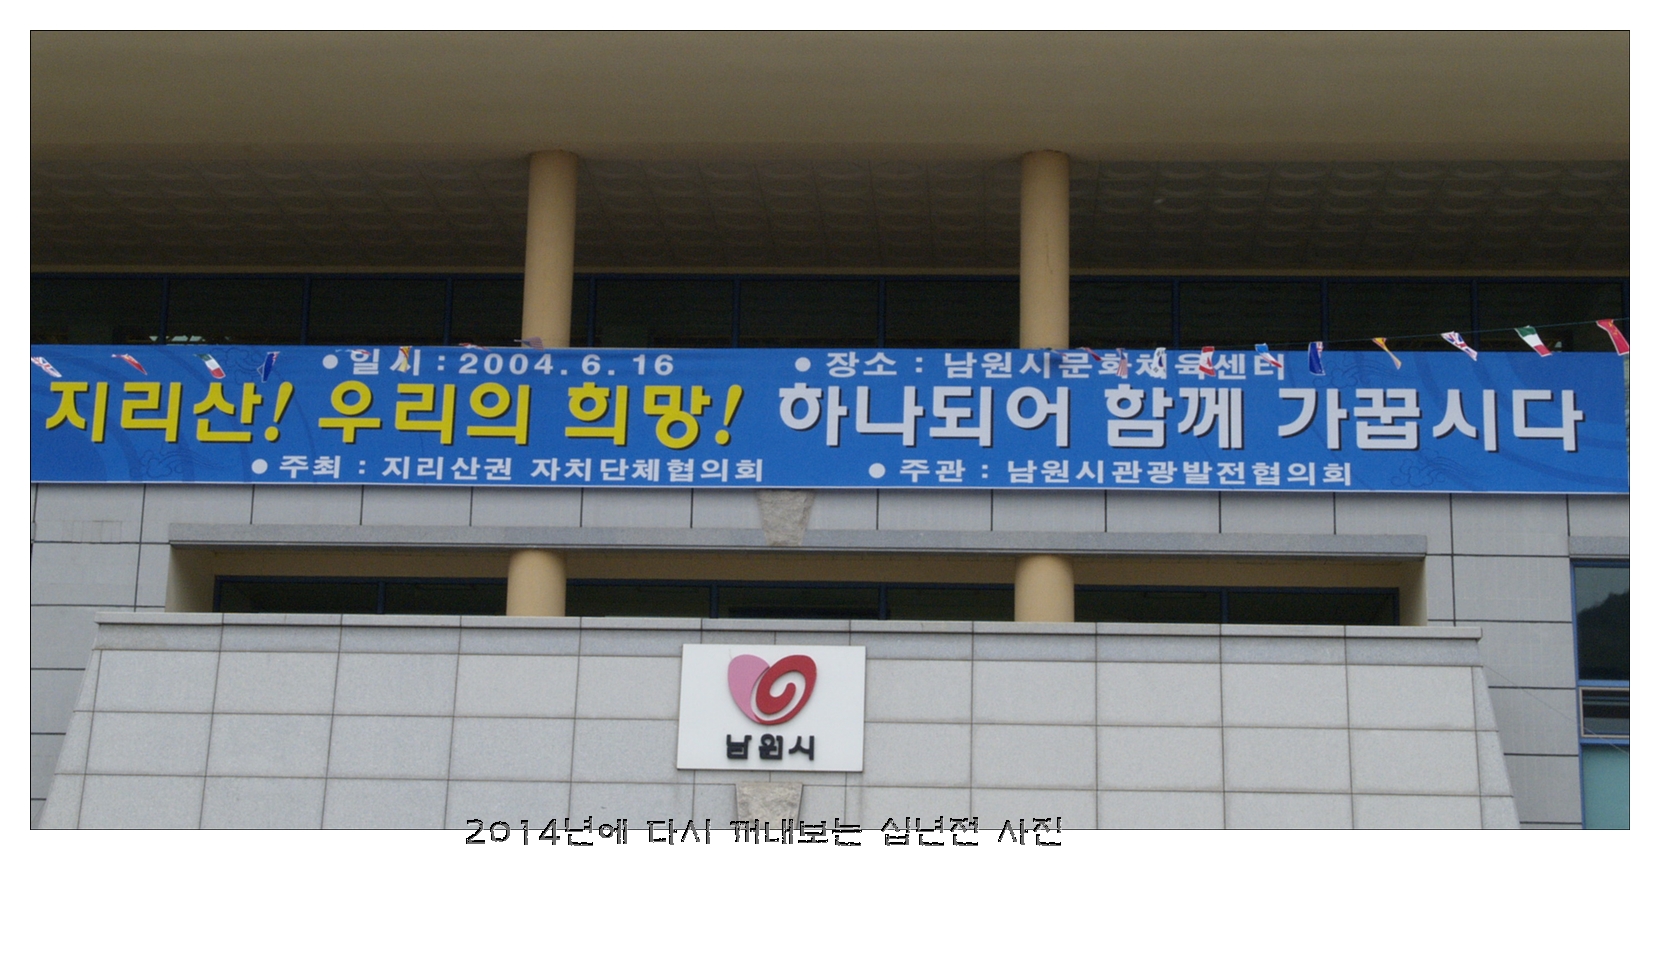 ●일시 : 2004. 6. 16 ●장소 : 남원시문화체육센터
지리산! 우리의 희망! 하나되어 함께 가꿉시다
●주최 : 지리산권 자치단체협의회 ●주관 : 남원시관광발전협의회
남원시
2014년에 다시 꺼내보는 십년전 사진